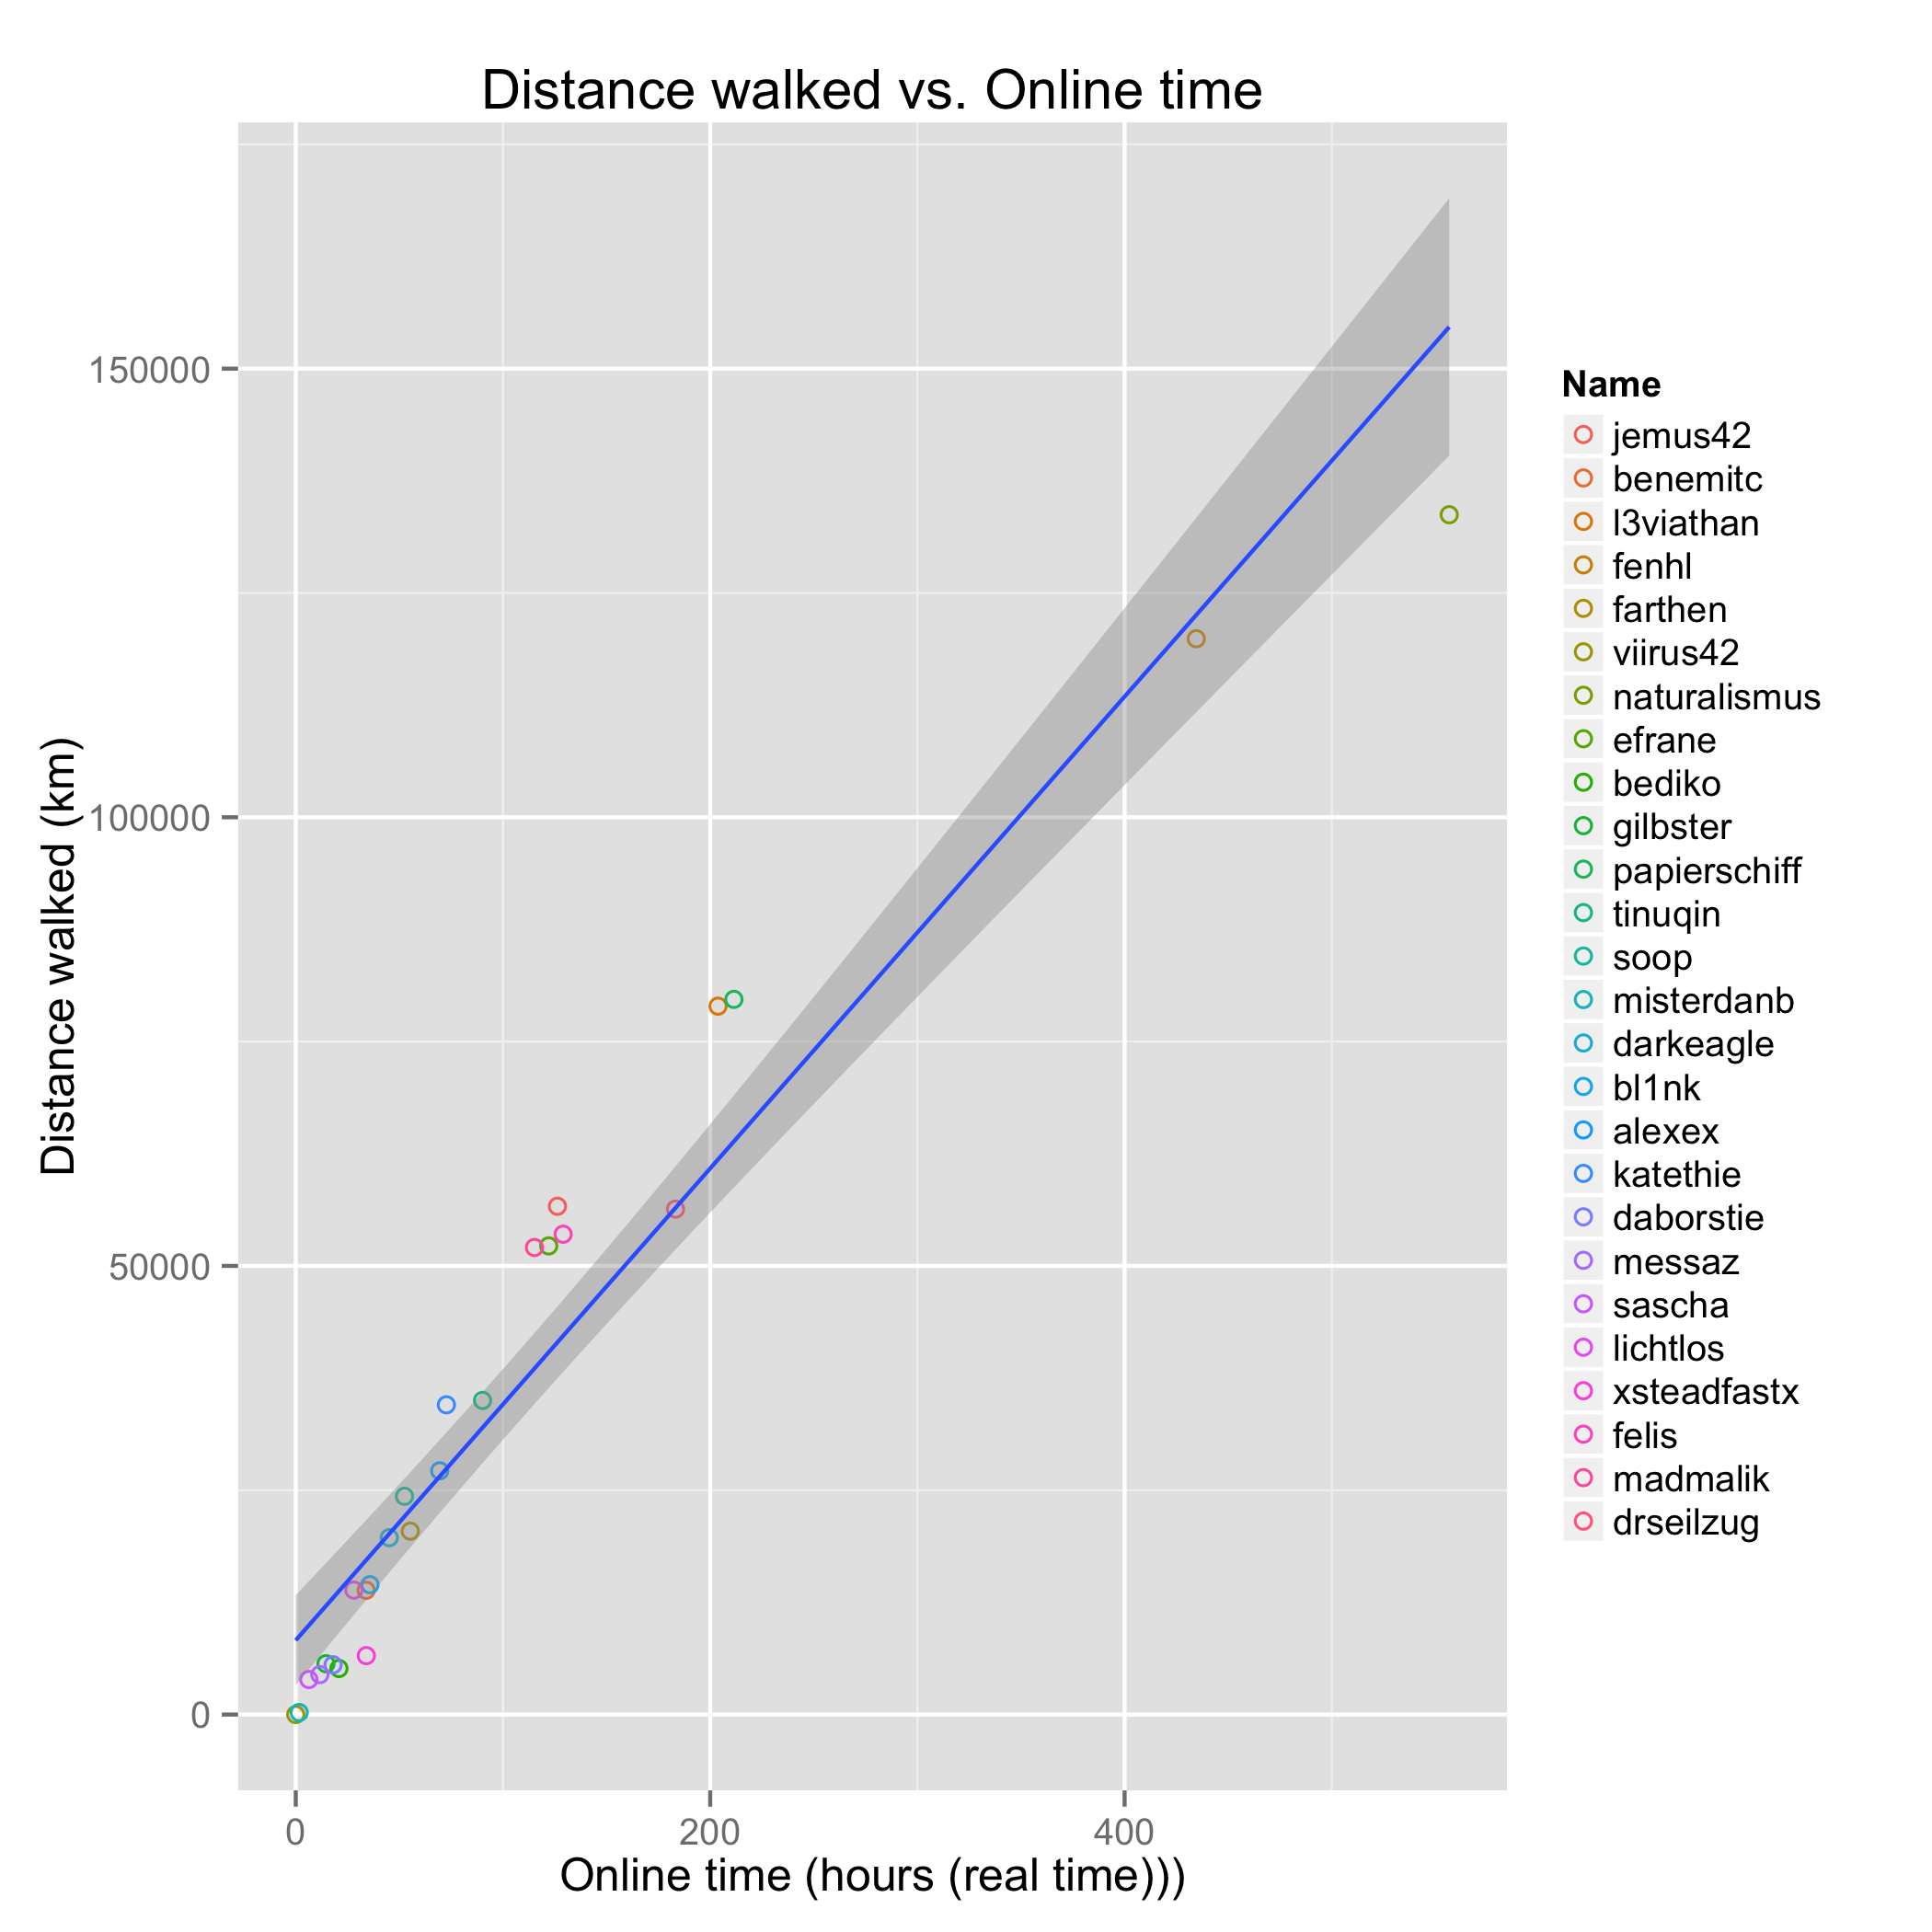 Distance walked vs. Online time
Distance walked (km)
150000
100000
50000
0
0
200
400
Online time (hours (real time)))
Name
jemus42
benemitc
l3viathan
fenhl
farthen
viirus42
naturalismus
efrane
bediko
gilbster
papierschiff
tinuqin
soop
misterdanb
darkeagle
bl1nk
alexex
katethie
daborstie
messaz
sascha
lichtlos
xsteadfastx
felis
madmalik
drseilzug